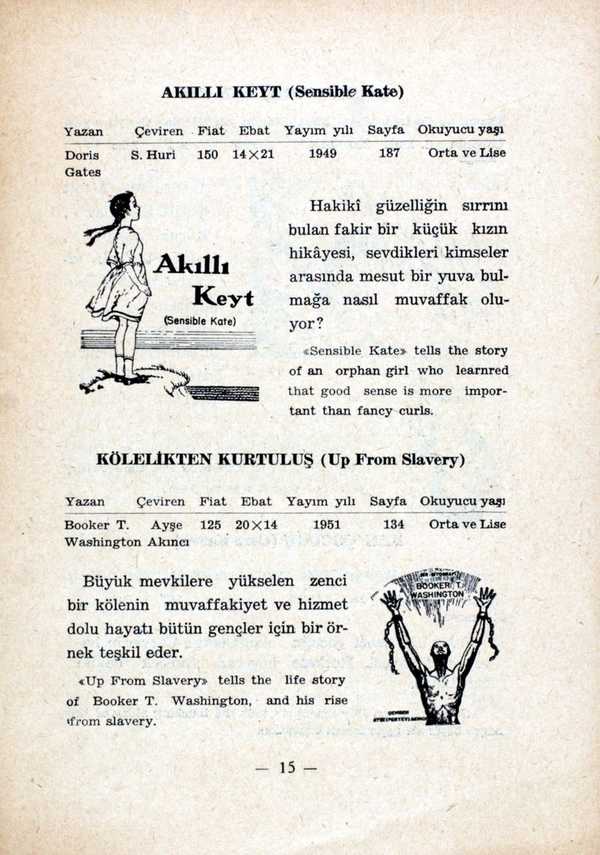 AKILLI KEYT (Sensible Kate)
Yazan Çeviren Fiat Ebat Yayım yılı Sayfa Okuyucu yaşı
Doris S. Huri 150 14×21 1949 187 Orta ve Lise
Gates
Akıllı
Keyt
(Sensible Kate)
Hakikî güzelliğin sırrını
bulan fakir bir küçük kızın
hikâyesi, sevdikleri kimseler
arasında mesut bir yuva bul-
mağa nasıl muvaffak olu-
yor?
«Sensible Kate» tells the story
of an orphan girl who learnred
that good sense is more impor-
tant than fancy curls.
KÖLELİKTEN KURTULUŞ (Up From Slavery)
Yazan Çeviren Fiat Ebat Yayım yılı Sayfa Okuyucu yaşı
Booker T. Ayşe 125 20×14 1951 134 Orta ve Lise
Washington Akıncı
Büyük mevkilere yükselen zenci
bir kölenin muvaffakiyet ve hizmet
dolu hayatı bütün gençler için bir ör-
nek teşkil eder.
«Up From Slavery» tells the life story
of Booker T. Washington, and his rise
from slavery.
BOOKER T.
WASHINGTON
— 15 —